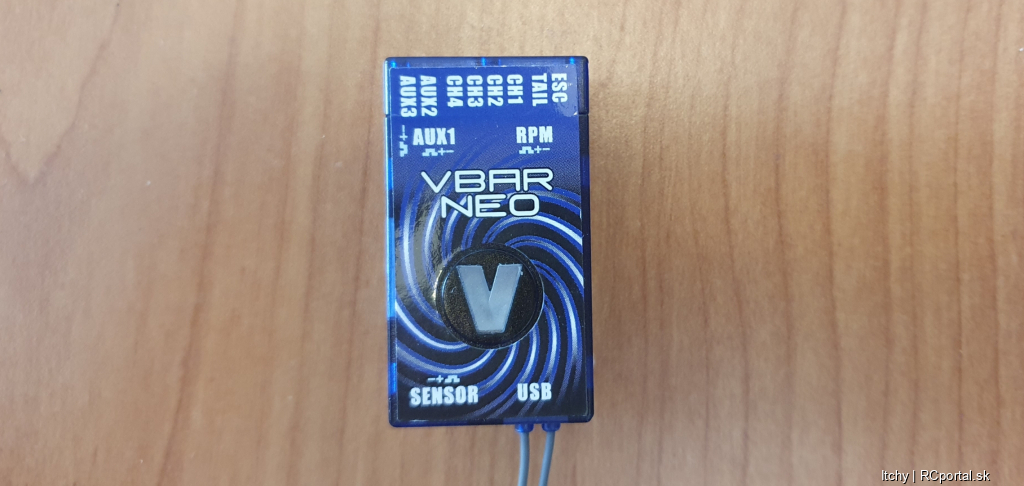 ESC
TAIL
CH1
CH2
CH3
CH4
AUX2
AUX3
AUX1 RPM
+- +-
VBAR
NEO
V
-+
SENSOR USB
Itchy | RCportal.sk